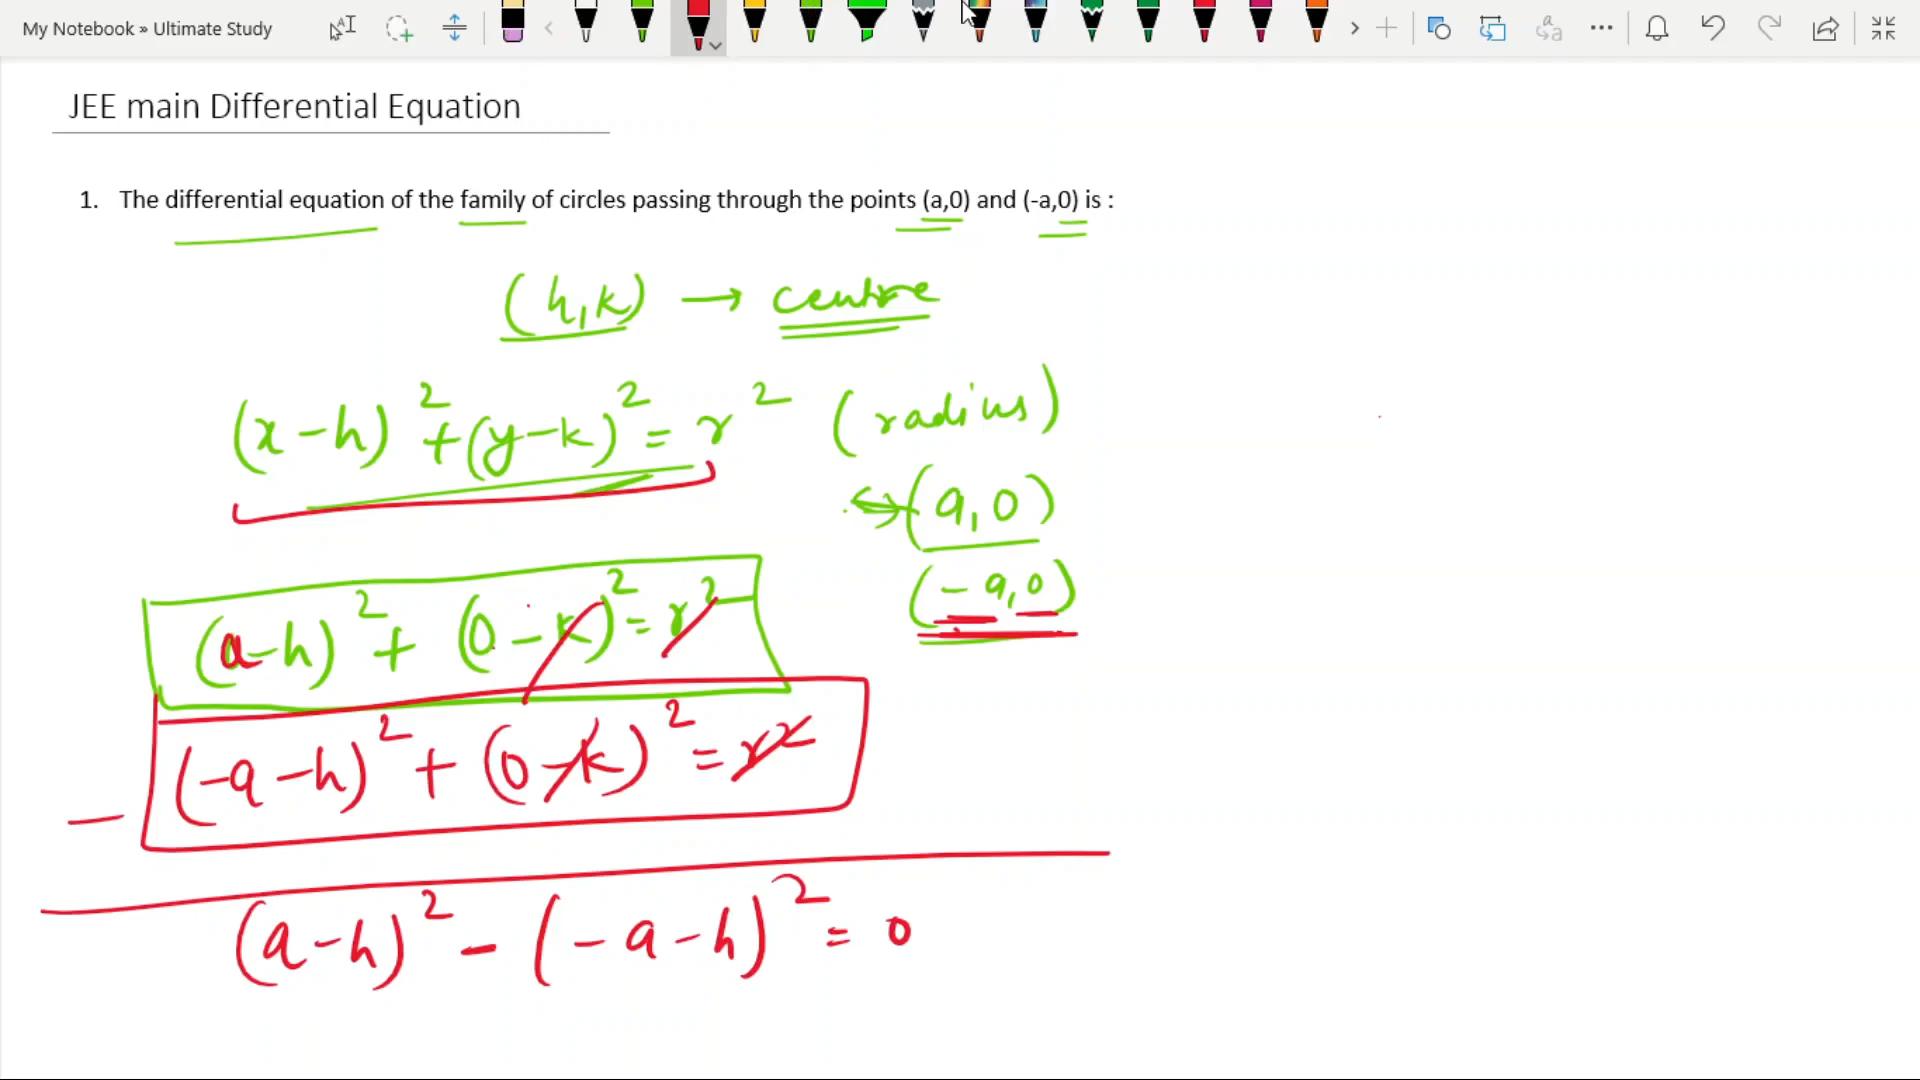 My Notebook » Ultimate Study
JEE main Differential Equation
1. The differential equation of the family of circles passing through the points (a,0) and (-a,0) is :
(h,k) → centre
(x-h)² + (y-k)² = r² (radius)
(a,0)
(-a,0)
(a-h)² + (0-k)² = r²
(-a-h)² + (0-k)² = r²
—
(a-h)² - (-a-h)² = 0